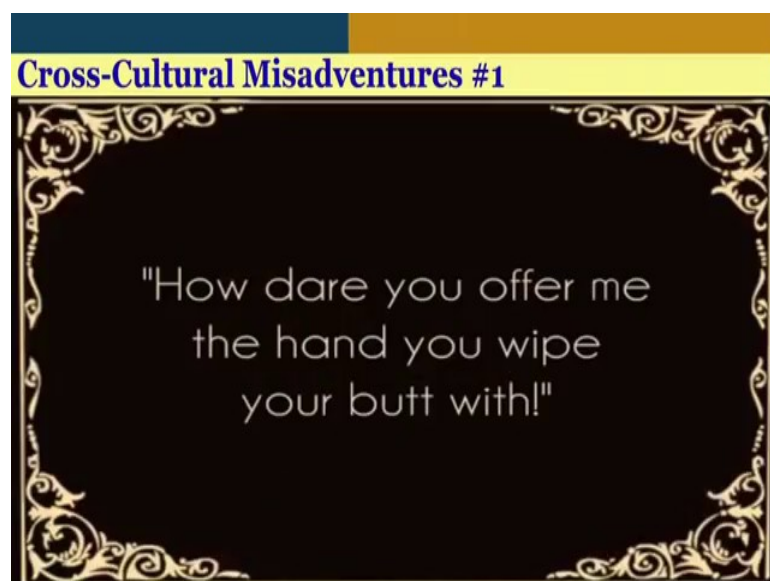 Cross-Cultural Misadventures #1
"How dare you offer me
the hand you wipe
your butt with!"